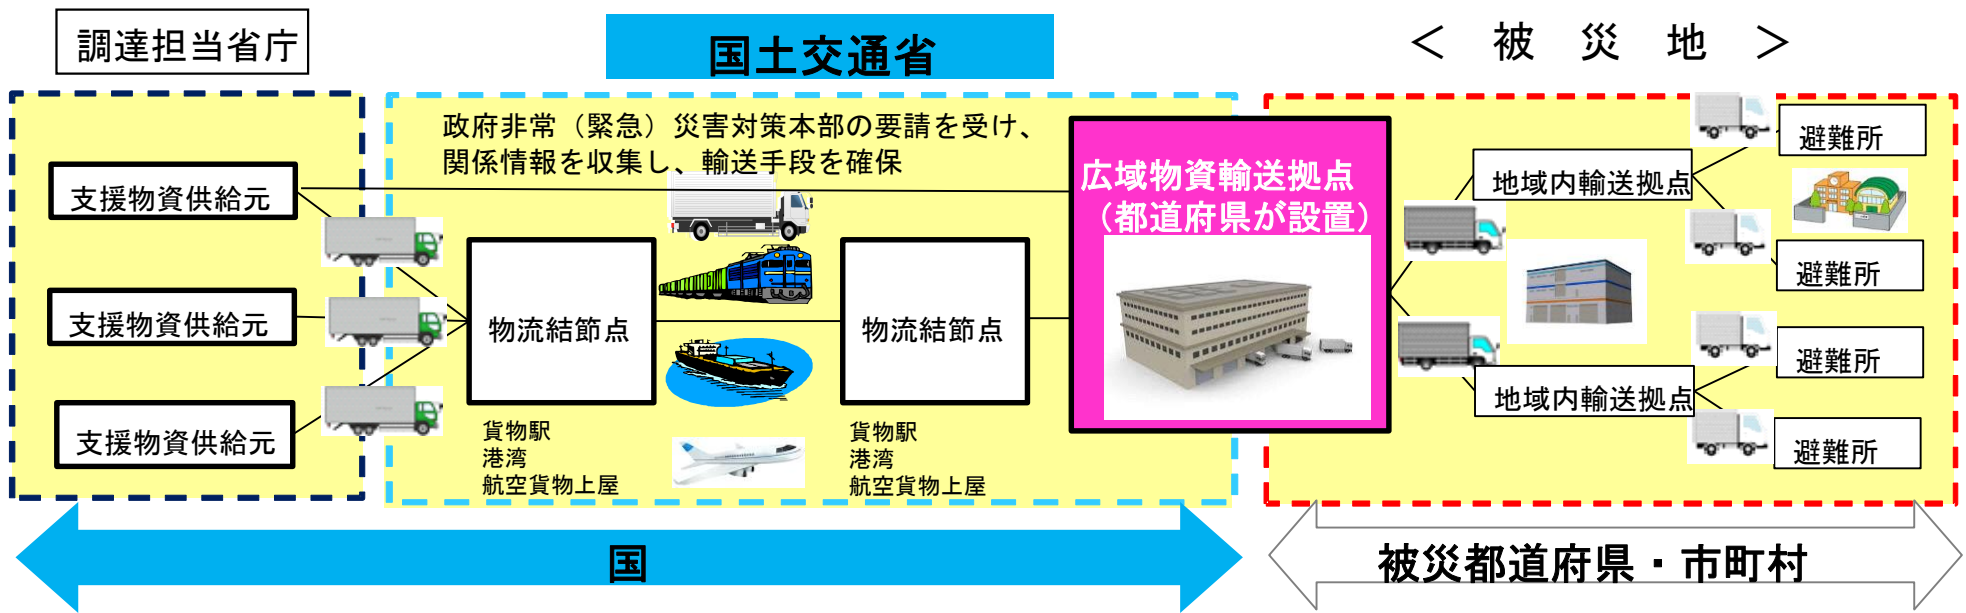 調達担当省庁
国土交通省
＜ 被 災 地 ＞
政府非常（緊急）災害対策本部の要請を受け、
関係情報を収集し、輸送手段を確保
支援物資供給元
支援物資供給元
支援物資供給元
物流結節点
貨物駅
港湾
航空貨物上屋
物流結節点
貨物駅
港湾
航空貨物上屋
広域物資輸送拠点
（都道府県が設置）
地域内輸送拠点
地域内輸送拠点
避難所
避難所
避難所
避難所
国
被災都道府県・市町村